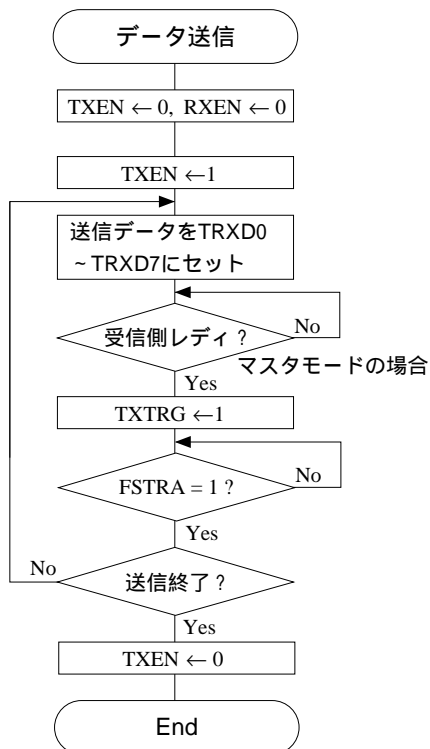 データ送信
TXEN ← 0, RXEN ← 0
TXEN ←1
送信データをTRXD0
~ TRXD7にセット
受信側レディ ?
No
マスタモードの場合
Yes
TXTRG ←1
FSTRA = 1 ?
No
Yes
No
送信終了 ?
Yes
TXEN ← 0
End